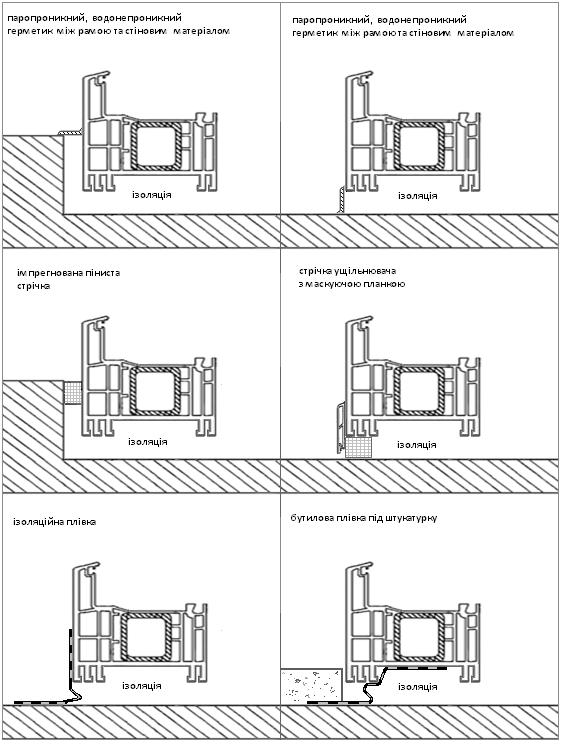 паропроникний, водонепроникний
герметик між рамою та стіновим матеріалом
ізоляція
паропроникний, водонепроникний
герметик між рамою та стіновим матеріалом
ізоляція
імпрегнована піниста
стрічка
ізоляція
стрічка ущільнювача
з маскуючою планкою
ізоляція
ізоляційна плівка
ізоляція
бутилова плівка під штукатурку
ізоляція